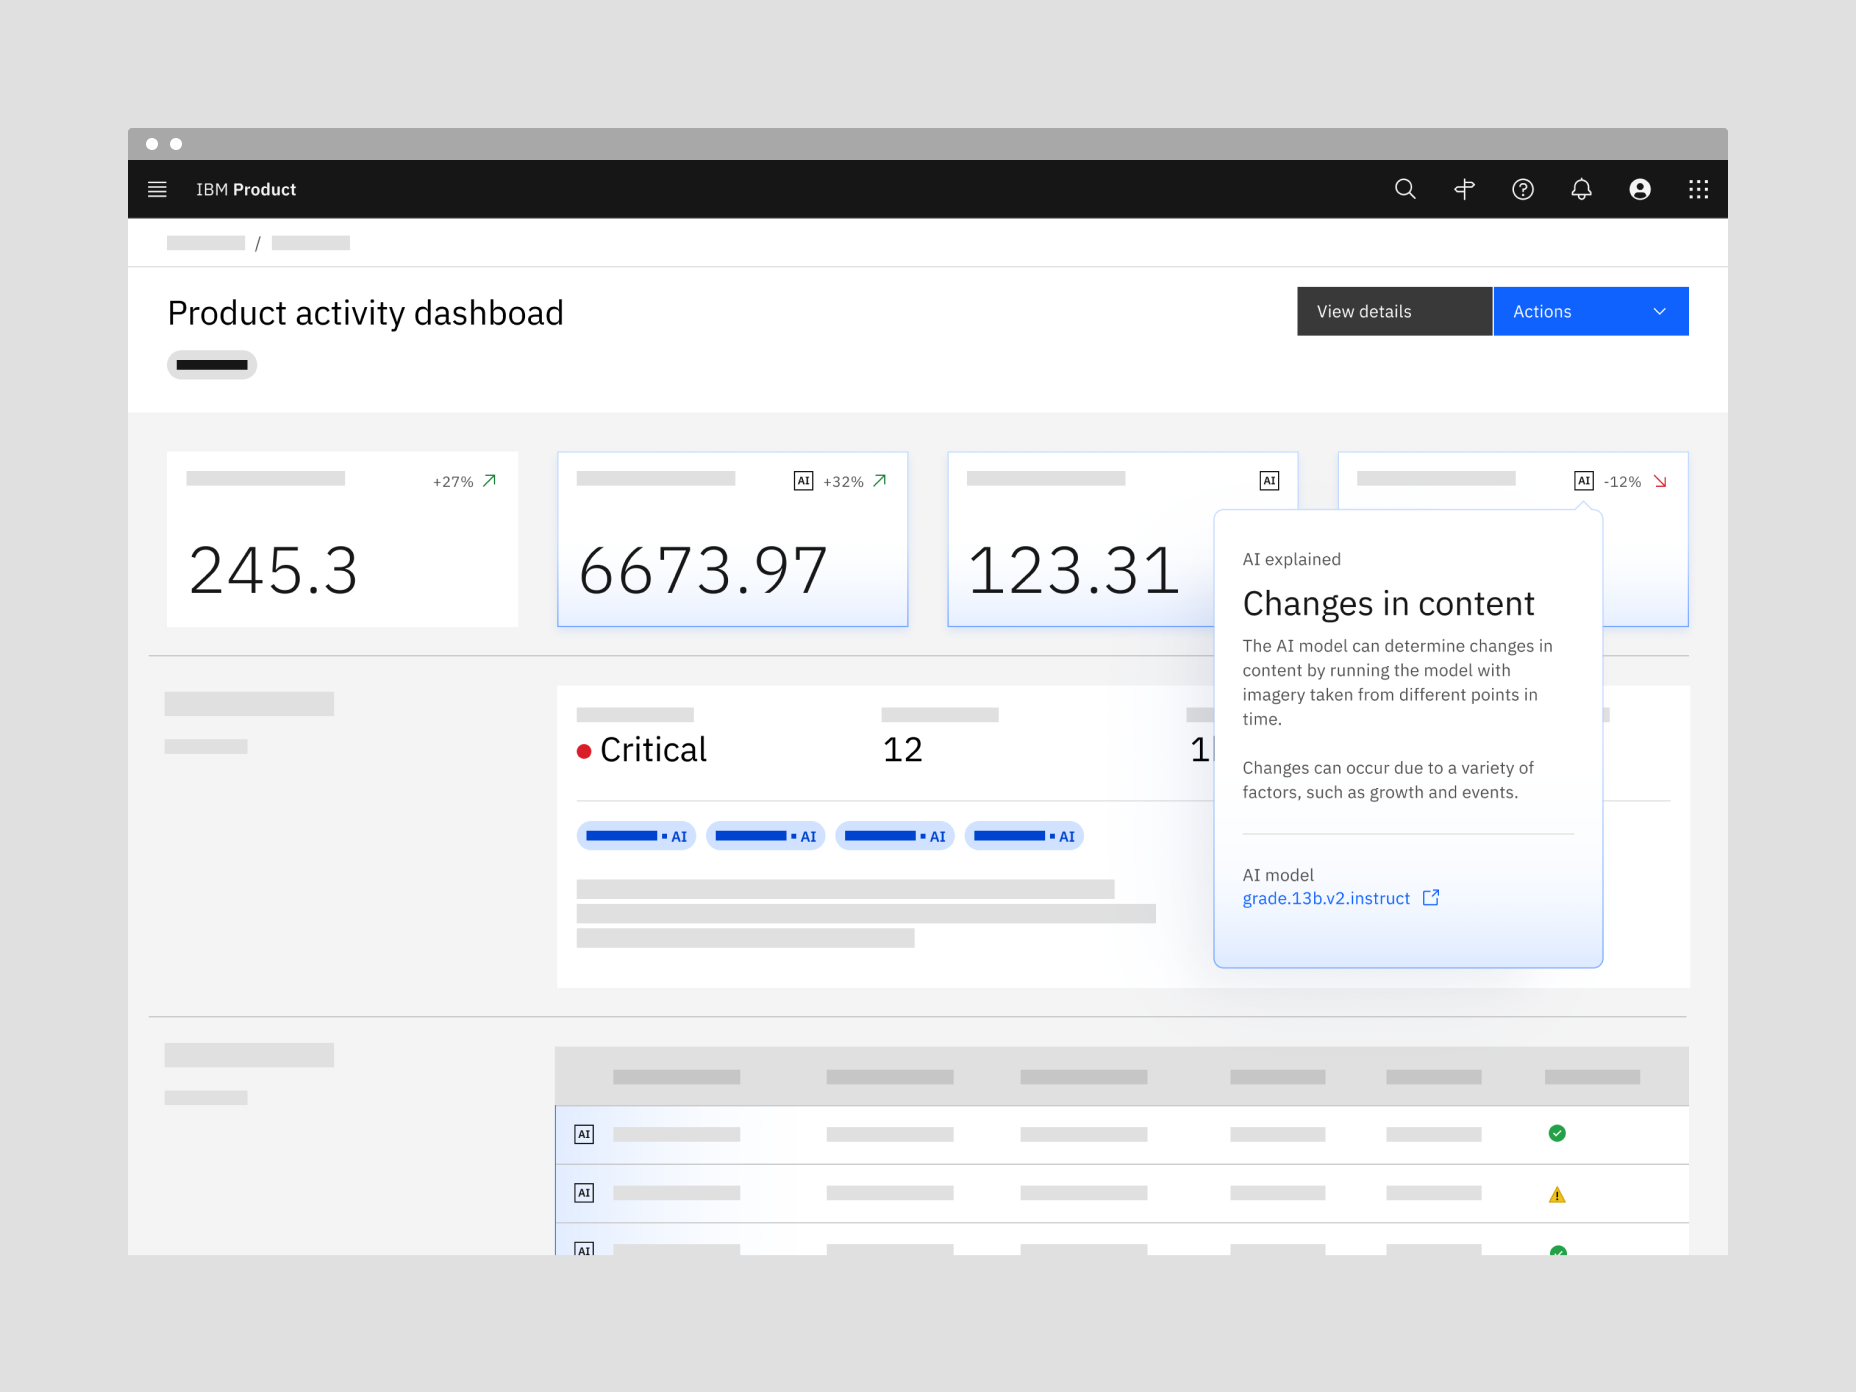 IBM Product
/
Product activity dashboad
View details
Actions
+27%
245.3
AI +32%
6673.97
AI
123.31
AI -12%
AI explained
Changes in content
The AI model can determine changes in
content by running the model with
imagery taken from different points in
time.
Changes can occur due to a variety of
factors, such as growth and events.
AI model
grade.13b.v2.instruct
Critical
12
AI
AI
AI
AI
AI
AI
AI